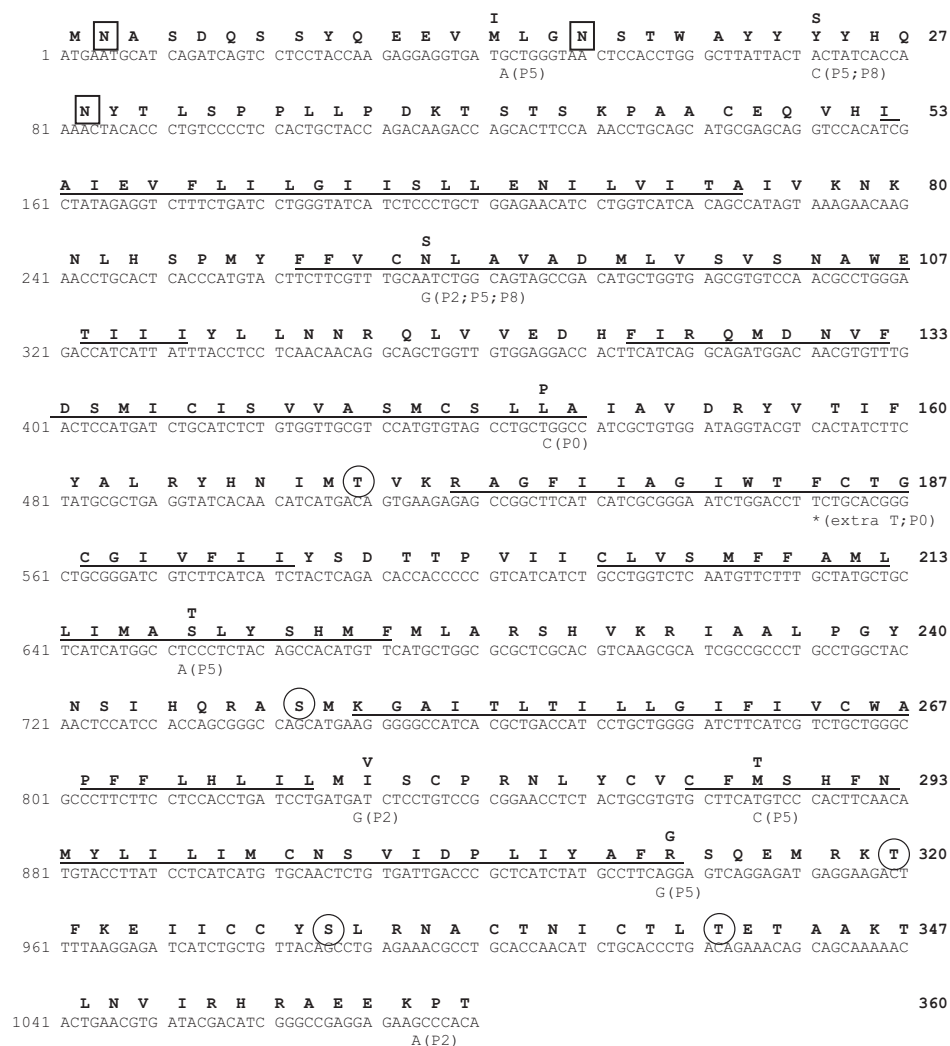 I S
M N A S D Q S S Y Q E E V M L G N S T W A Y Y Y Y H Q 27
1 ATGAATGCAT CAGATCAGTC CTCCTACCAA GAGGAGGTGA TGCTGGGTAA CTCCACCTGG GCTTATTACT ACTATCACCA
A(P5) C(P5;P8)
N Y T L S P P L L P D K T S T S K P A A C E Q V H I 53
81 AAACTACACC CTGTCCCCTC CACTGCTACC AGACAAGACC AGCACTTCCA AACCTGCAGC ATGCGAGCAG GTCCACATCG
A I E V F L I L G I I S L L E N I L V I T A I V K N K 80
161 CTATAGAGGT CTTTCTGATC CTGGGTATCA TCTCCCTGCT GGAGAACATC CTGGTCATCA CAGCCATAGT AAAGAACAAG
S
N L H S P M Y F F V C N L A V A D M L V S V S N A W E 107
241 AACCTGCACT CACCCATGTA CTTCTTCGTT TGCAATCTGG CAGTAGCCGA CATGCTGGTG AGCGTGTCCA ACGCCTGGGA
G(P2;P5;P8)
T I I I Y L L N N R Q L V V E D H F I R Q M D N V F 133
321 GACCATCATT ATTTACCTCC TCAACAACAG GCAGCTGGTT GTGGAGGACC ACTTCATCAG GCAGATGGAC AACGTGTTTG
P
D S M I C I S V V A S M C S L L A I A V D R Y V T I F 160
401 ACTCCATGAT CTGCATCTCT GTGGTTGCGT CCATGTGTAG CCTGCTGGCC ATCGCTGTGG ATAGGTACGT CACTATCTTC
C(P0)
Y A L R Y H N I M T V K R A G F I I A G I W T F C T G 187
481 TATGCGCTGA GGTATCACAA CATCATGACA GTGAAGAGAG CCGGCTTCAT CATCGCGGGA ATCTGGACCT TCTGCACGGG
*(extra T;P0)
C G I V F I I Y S D T T P V I I C L V S M F F A M L 213
561 CTGCGGGATC GTCTTCATCA TCTACTCAGA CACCACCCCC GTCATCATCT GCCTGGTCTC AATGTTCTTT GCTATGCTGC
T
L I M A S L Y S H M F M L A R S H V K R I A A L P G Y 240
641 TCATCATGGC CTCCCTCTAC AGCCACATGT TCATGCTGGC GCGCTCGCAC GTCAAGCGCA TCGCCGCCCT GCCTGGCTAC
A(P5)
N S I H Q R A S M K G A I T L T I L L G I F I V C W A 267
721 AACTCCATCC ACCAGCGGGC CAGCATGAAG GGGGCCATCA CGCTGACCAT CCTGCTGGGG ATCTTCATCG TCTGCTGGGC
V T
P F F L H L I L M I S C P R N L Y C V C F M S H F N 293
801 GCCCTTCTTC CTCCACCTGA TCCTGATGAT CTCCTGTCCG CGGAACCTCT ACTGCGTGTG CTTCATGTCC CACTTCAACA
G(P2) C(P5)
G
M Y L I L I M C N S V I D P L I Y A F R S Q E M R K T 320
881 TGTACCTTAT CCTCATCATG TGCAACTCTG TGATTGACCC GCTCATCTAT GCCTTCAGGA GTCAGGAGAT GAGGAAGACT
G(P5)
F K E I I C C Y S L R N A C T N I C T L T E T A A K T 347
961 TTTAAGGAGA TCATCTGCTG TTACAGCCTG AGAAACGCCT GCACCAACAT CTGCACCCTG ACAGAAACAG CAGCAAAAAC
L N V I R H R A E E K P T 360
1041 ACTGAACGTG ATACGACATC GGGCCGAGGA GAAGCCCACA
A(P2)